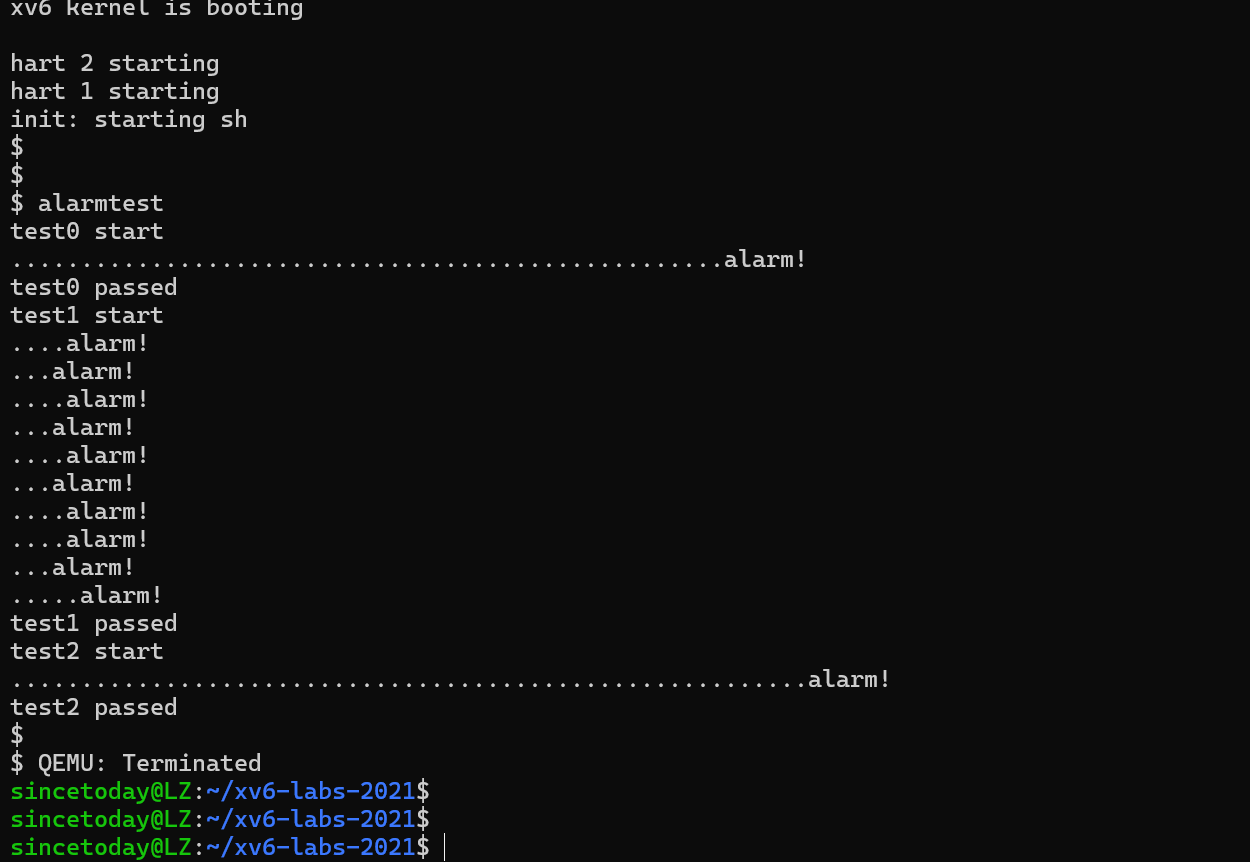 xv6 kernel is booting
hart 2 starting
hart 1 starting
init: starting sh
$
$
$ alarmtest
test0 start
...................................................alarm!
test0 passed
test1 start
....alarm!
...alarm!
....alarm!
...alarm!
....alarm!
...alarm!
....alarm!
....alarm!
...alarm!
.....alarm!
test1 passed
test2 start
.........................................................alarm!
test2 passed
$
$ QEMU: Terminated
sincetoday@LZ:~/xv6-labs-2021$
sincetoday@LZ:~/xv6-labs-2021$
sincetoday@LZ:~/xv6-labs-2021$